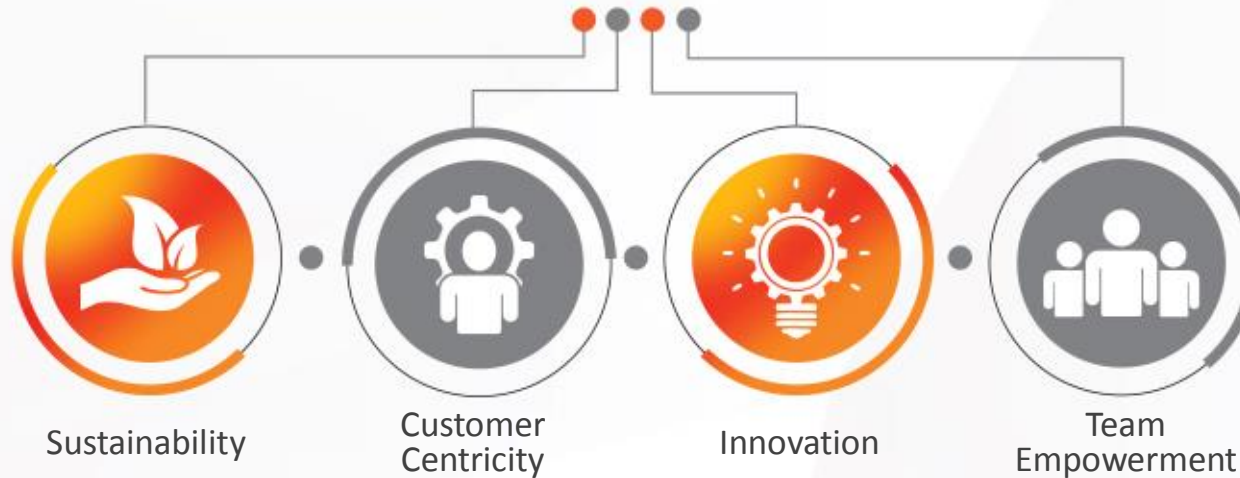 Sustainability
Customer
Centricity
Innovation
Team
Empowerment